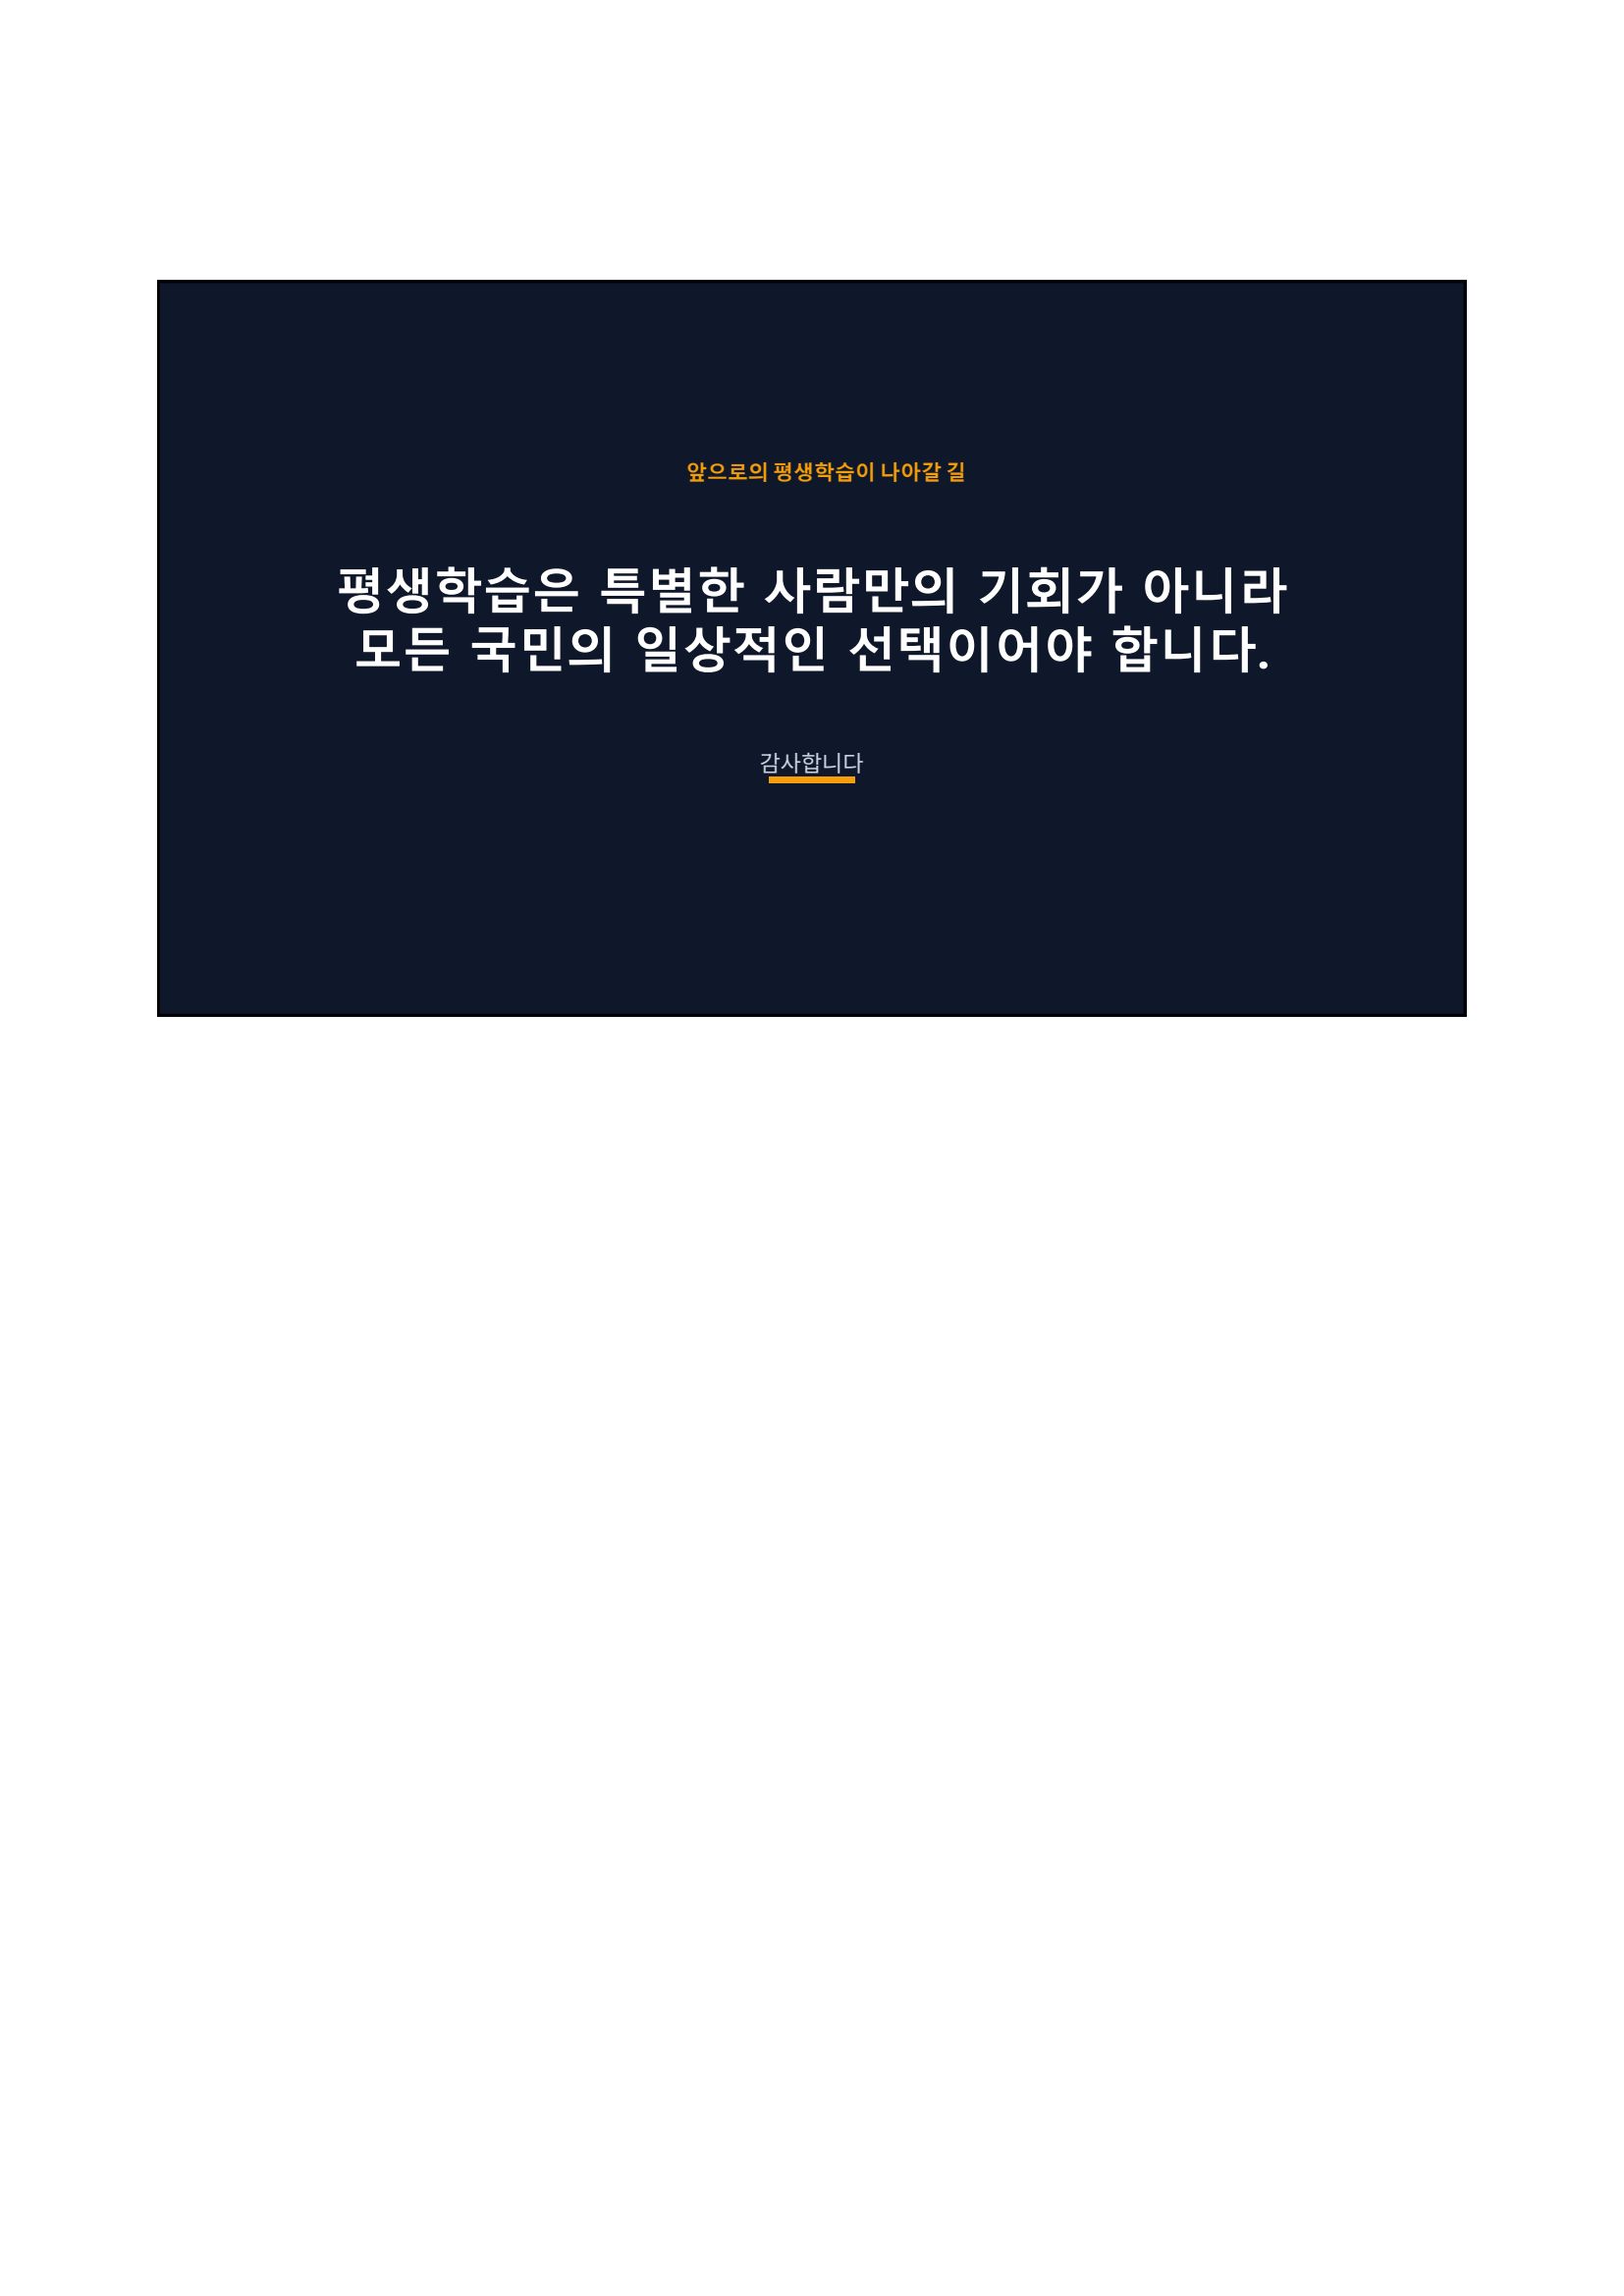 앞으로의 평생학습이 나아갈 길
평생학습은 특별한 사람만의 기회가 아니라
모든 국민의 일상적인 선택이어야 합니다.
감사합니다